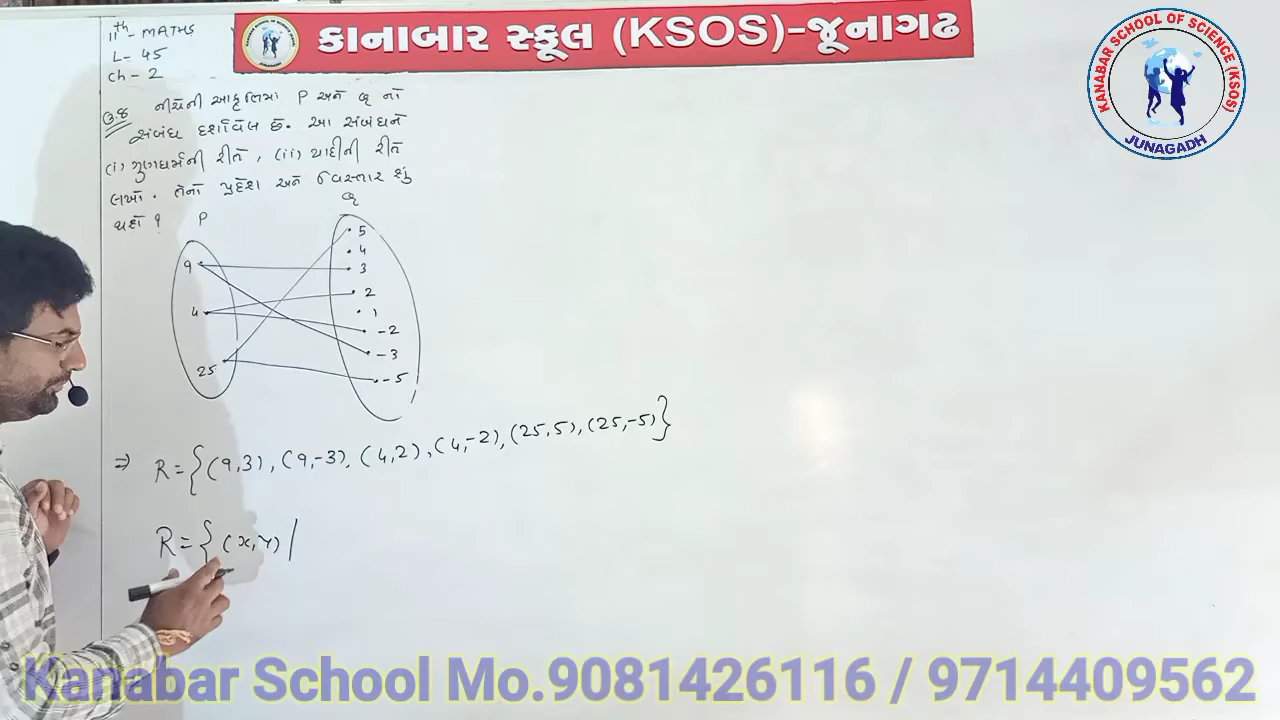 11th - MATHS
L- 45
Ch - 2
કાનાબાર સ્કૂલ (KSOS)-જૂનાગઢ
JUNAGADH
KANABAR SCHOOL OF SCIENCE (KSOS)
JUNAGADH
ઉ.8 નીચેની આકૃતિમાં P અને Q નો
સંબંધ દર્શાવેલ છે. આ સંબંધને
(i) ગુણધર્મની રીતે, (ii) યાદીની રીતે
લખો. તેનો પ્રદેશ અને વિસ્તાર શું
થશે ?
P
Q
9
4
25
5
4
3
2
1
-2
-3
-5
⇒ R = {(9,3), (9,-3), (4,2), (4,-2), (25,5), (25,-5)}
R = { (x,y) |
Kanabar School Mo.9081426116 / 9714409562